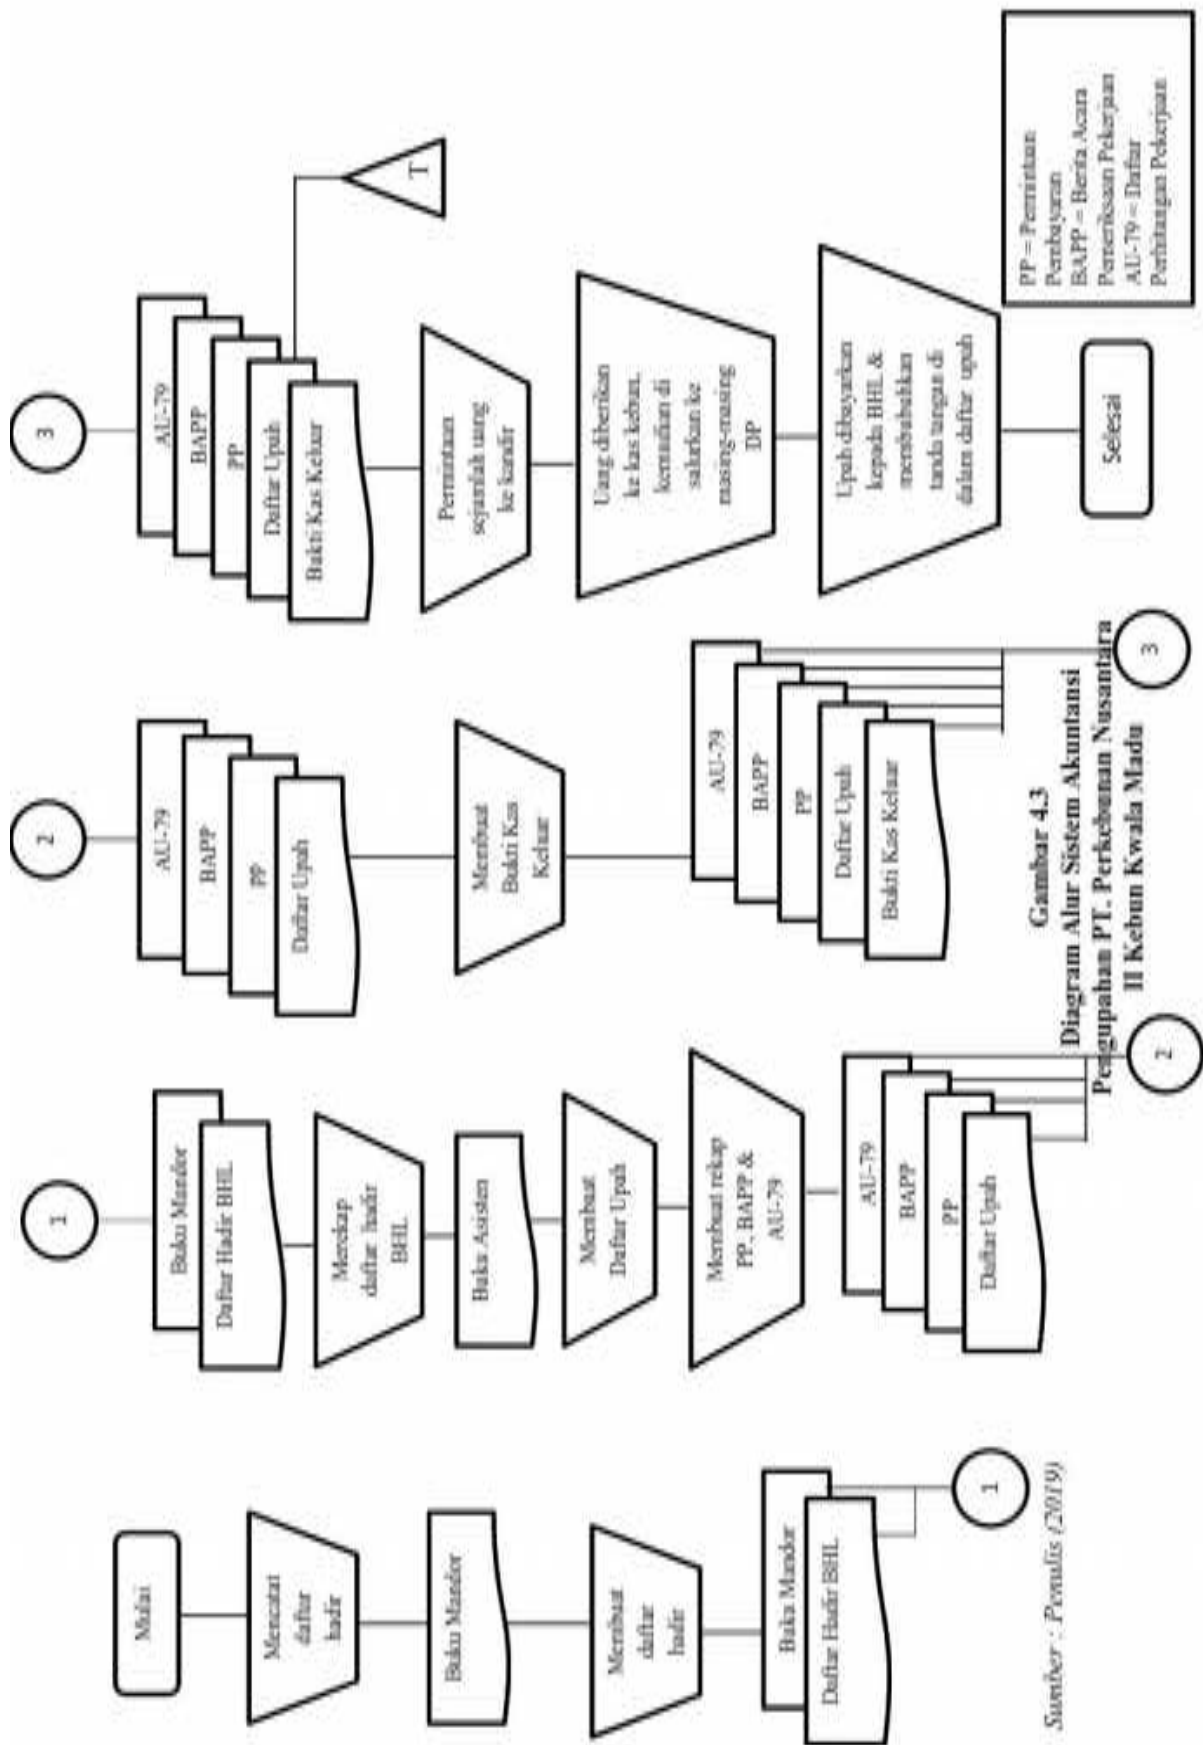 Mulai
Mencatat
daftar
hadir
Buku Mandor
Membuat
daftar
hadir
Buku Mandor
Daftar Hadir BHL
1
1
Buku Mandor
Daftar Hadir BHL
Merekap
daftar hadir
BHL
Buku Asisten
Membuat
Daftar Upah
Membuat rekap
PP, BAPP &
AU-79
AU-79
BAPP
PP
Daftar Upah
2
2
AU-79
BAPP
PP
Daftar Upah
Membuat
Bukti Kas
Keluar
AU-79
BAPP
PP
Daftar Upah
Bukti Kas Keluar
3
3
AU-79
BAPP
PP
Daftar Upah
Bukti Kas Keluar
T
Permintaan
sejumlah uang
ke kandir
Uang diberikan
ke kas kebun,
kemudian di
salurkan ke
masing-masing
DP
Upah dibayarkan
kepada BHL &
membubuhkan
tanda tangan di
dalam daftar upah
Selesai
PP = Permintaan
Pembayaran
BAPP = Berita Acara
Pemeriksaan Pekerjaan
AU-79 = Daftar
Perhitungan Pekerjaan
Gambar 4.3
Diagram Alur Sistem Akuntansi
Pengupahan PT. Perkebunan Nusantara
II Kebun Kwala Madu
Sumber : Penulis (2019)